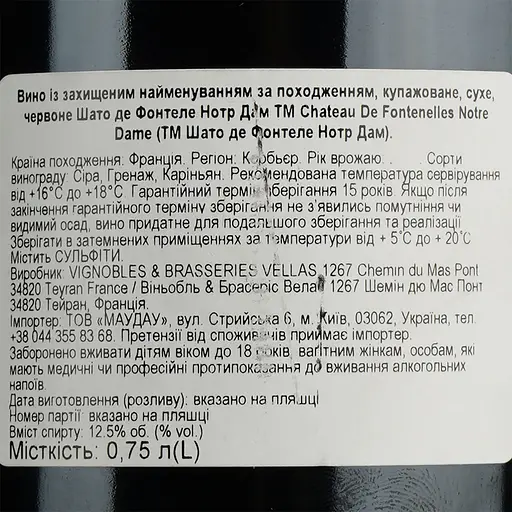 Вино із захищеним найменуванням за походженням, купажоване, сухе,
червоне Шато де Фонтеле Нотр Дам ТМ Chateau De Fontenelles Notre
Dame (ТМ Шато де Фонтеле Нотр Дам).
Країна походження: Франція. Регіон: Корбьєр. Рік врожаю: . Сорти
винограду: Сіра, Гренаж, Каріньян. Рекомендована температура сервірування
від +16°С до +18°С. Гарантійний термін зберігання 15 років. Якщо після
закінчення гарантійного терміну зберігання не з'явились помутніння чи
видимий осад, вино придатне для подальшого зберігання та реалізації.
Зберігати в затемнених приміщеннях за температури від + 5°С до + 20°С
Містить СУЛЬФІТИ.
Виробник: VIGNOBLES & BRASSERIES VELLAS 1267 Chemin du Mas Pont
34820 Teyran France / Віньобль & Брасеріс Велаг 1267 Шемін дю Мас Понт
34820 Тейран, Франція.
Імпортер: ТОВ «МАУДАУ», вул. Стрийська 6, м. Київ, 03062, Україна, тел.
+38 044 355 83 68. Претензії від споживачів приймає імпортер.
Заборонено вживати дітям віком до 18 років, вагітним жінкам, особам, які
мають медичні чи професійні протипоказання до вживання алкогольних
напоїв.
Дата виготовлення (розливу): вказано на пляшці
Номер партії: вказано на пляшці
Вміст спирту: 12.5% об. (% vol.)
Місткість: 0,75 л(L)